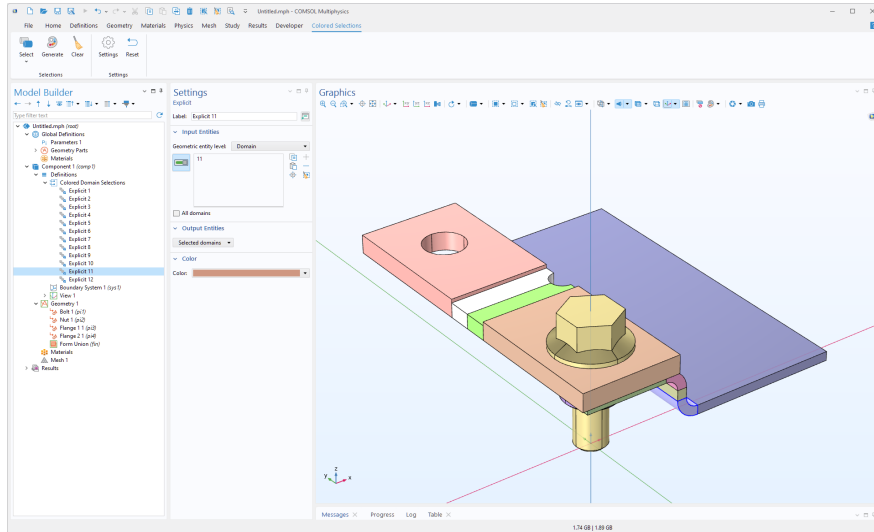 Untitled.mph - COMSOL Multiphysics
File Home Definitions Geometry Materials Physics Mesh Study Results Developer Colored Selections
Select Generate Clear Settings Reset
Selections Settings
Model Builder
Type filter text
Untitled.mph (root)
Global Definitions
Pi Parameters 1
Geometry Parts
Materials
Component 1 (comp 1)
Definitions
Colored Domain Selections
Explicit 1
Explicit 2
Explicit 3
Explicit 4
Explicit 5
Explicit 6
Explicit 7
Explicit 8
Explicit 9
Explicit 10
Explicit 11
Explicit 12
Boundary System 1 (sys1)
View 1
Geometry 1
Bolt 1 (pi1)
Nut 1 (pi2)
Flange 1 1 (pi3)
Flange 2 1 (pi4)
Form Union (fin)
Materials
Mesh 1
Results
Settings
Explicit
Label: Explicit 11
Input Entities
Geometric entity level: Domain
11
All domains
Output Entities
Selected domains
Color
Color:
Graphics
z
y x
Messages Progress Log Table
1.74 GB | 1.89 GB